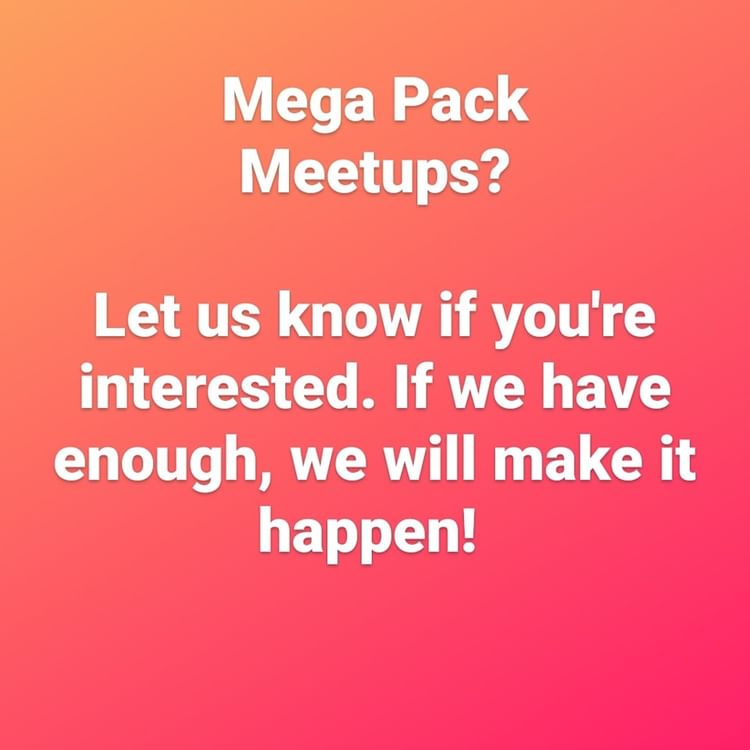 Mega Pack
Meetups?
Let us know if you're
interested. If we have
enough, we will make it
happen!